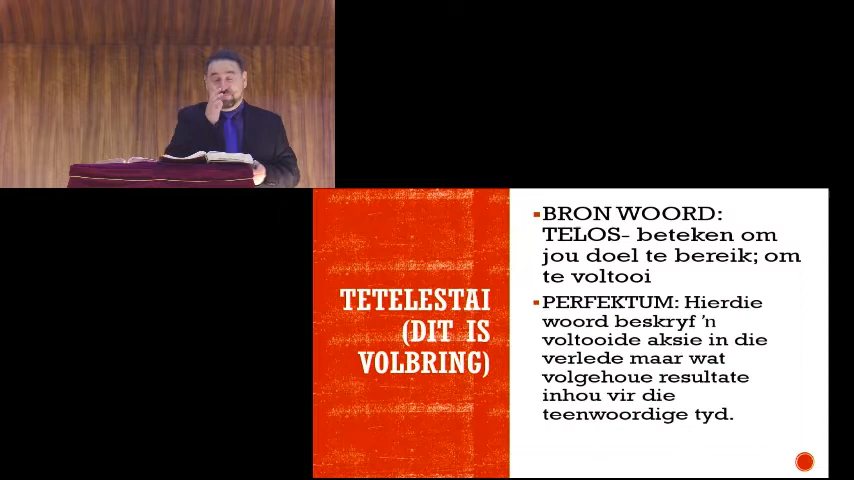 TETELESTAI
(DIT IS
VOLBRING)
BRON WOORD:
TELOS- beteken om
jou doel te bereik; om
te voltooi
PERFEKTUM: Hierdie
woord beskryf ’n
voltooide aksie in die
verlede maar wat
volgehoue resultate
inhou vir die
teenwoordige tyd.